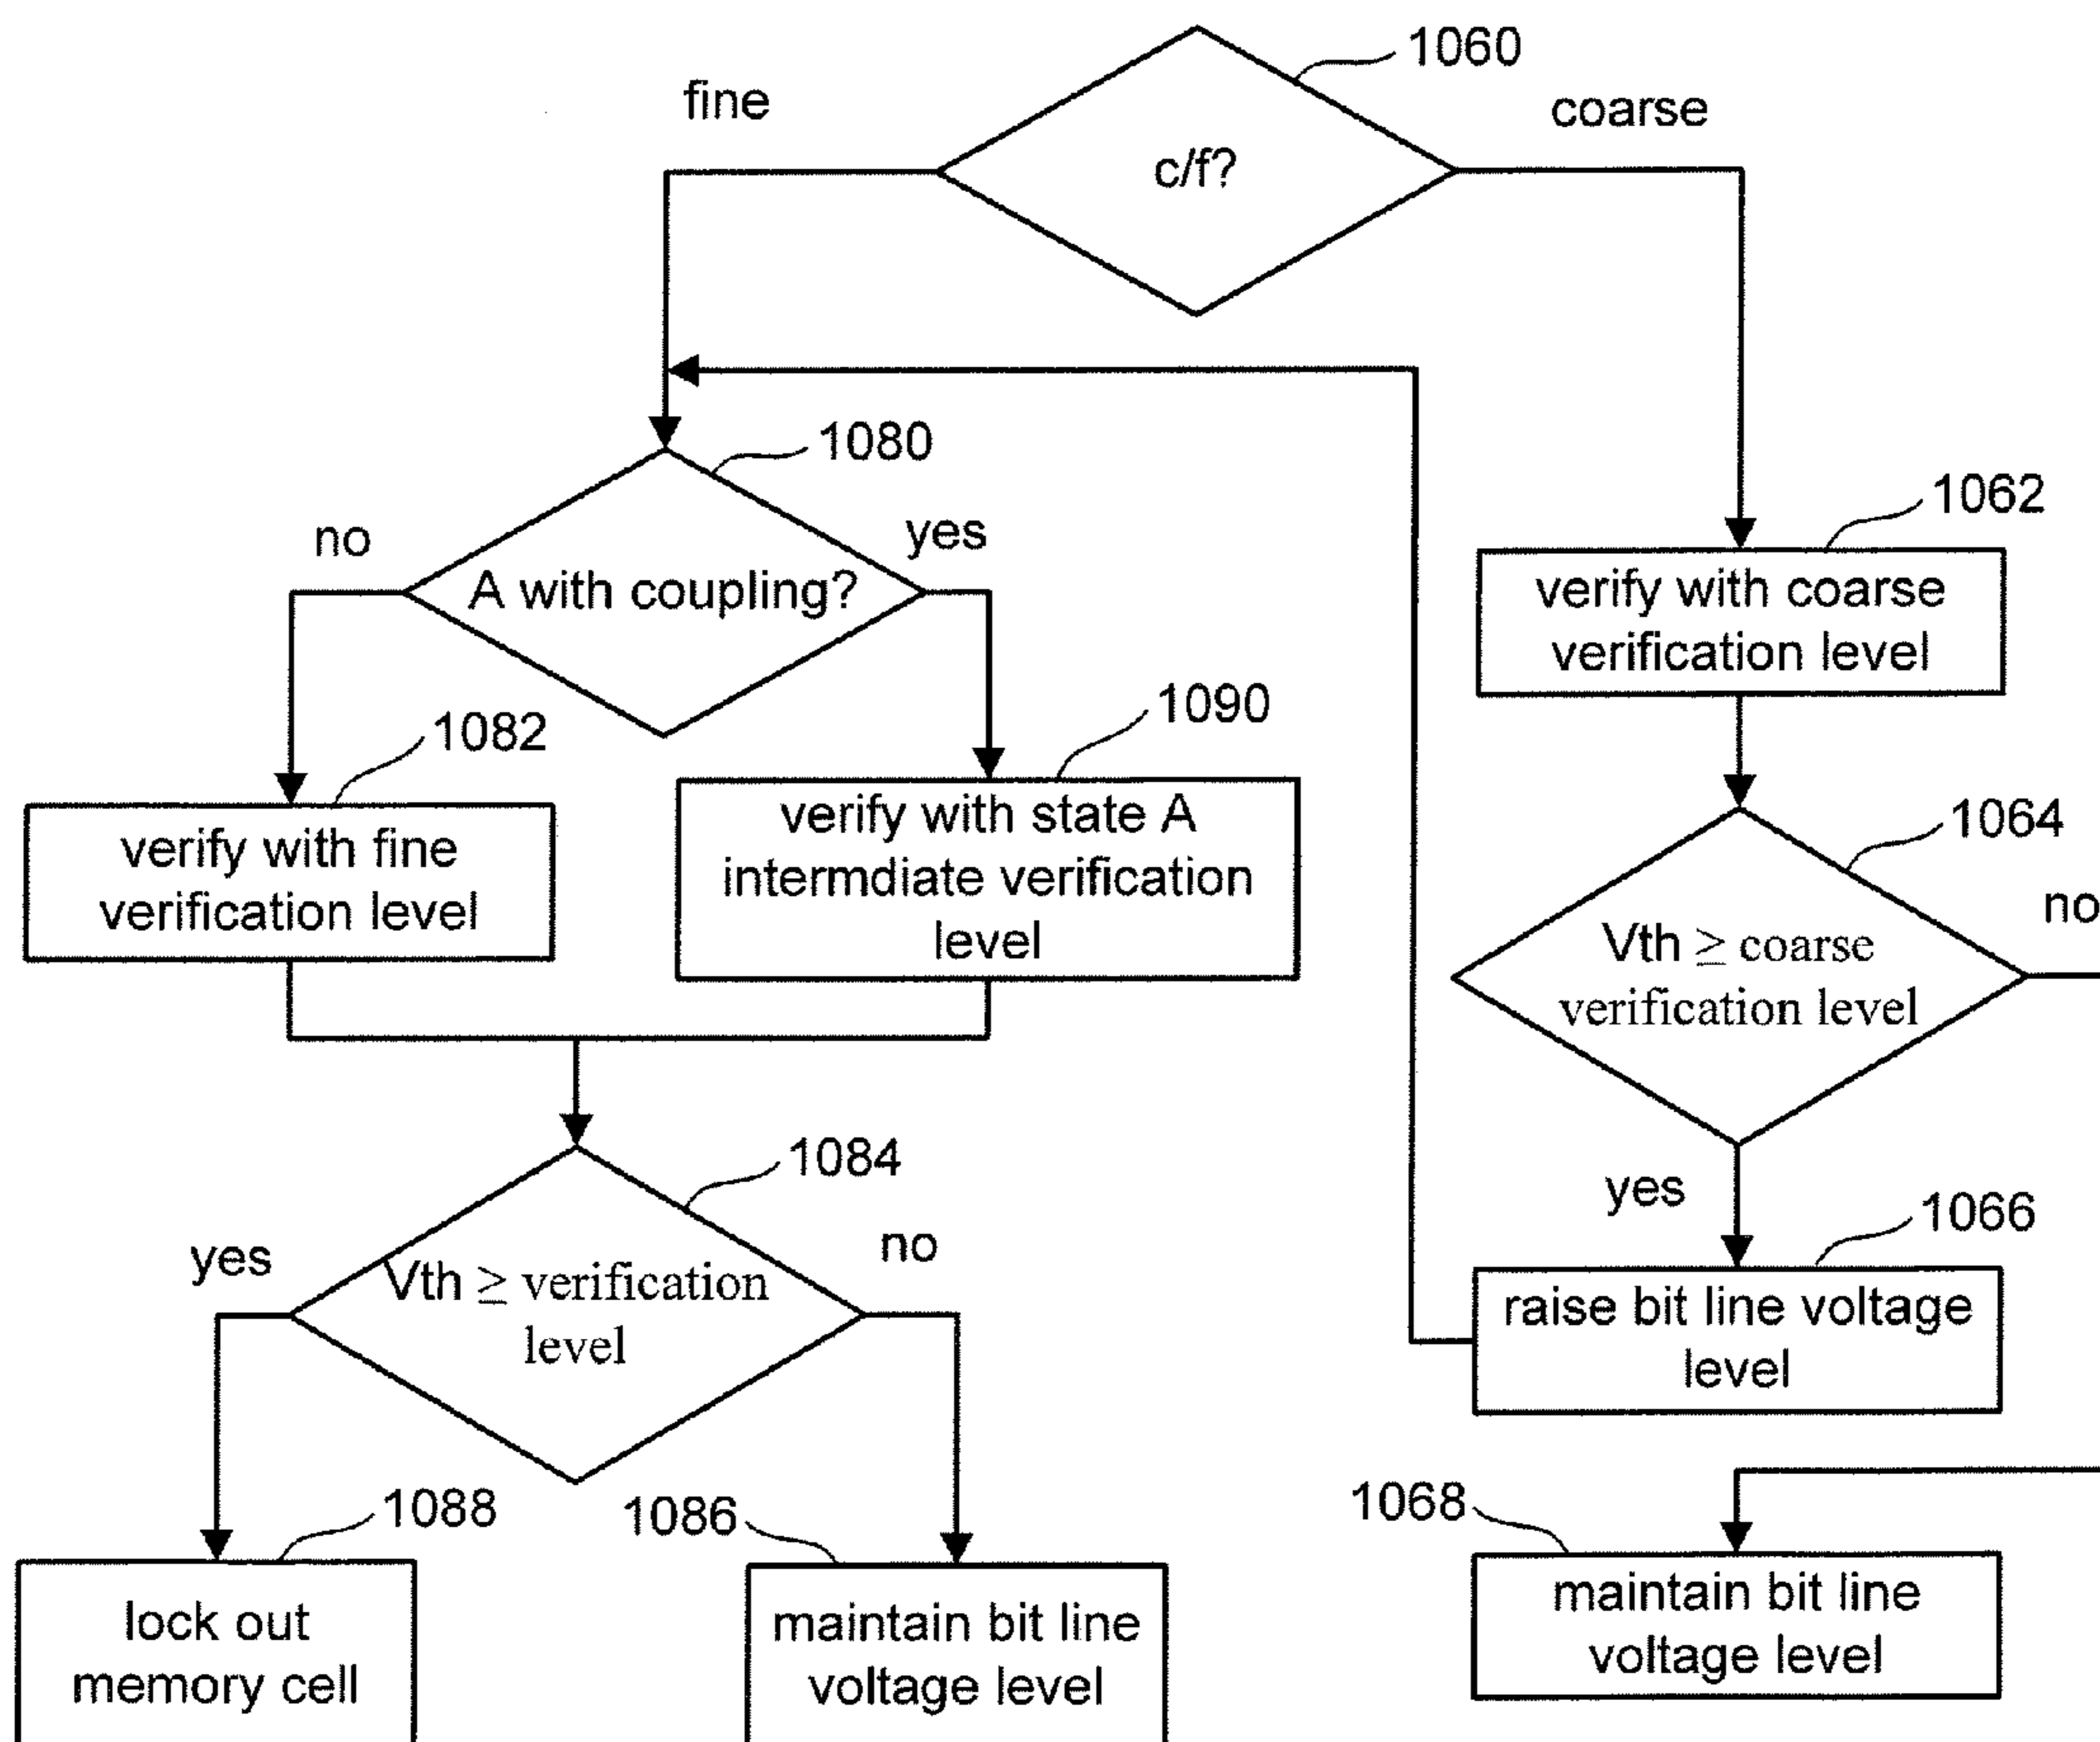 1060
fine
coarse
c/f?
1080
no
yes
A with coupling?
1062
verify with coarse
verification level
1082
1090
verify with fine
verification level
verify with state A
intermdiate verification
level
1064
no
Vth ≥ coarse
verification level
1084
yes
no
Vth ≥ verification
level
yes
1066
raise bit line voltage
level
1088
1086
1068
lock out
memory cell
maintain bit line
voltage level
maintain bit line
voltage level